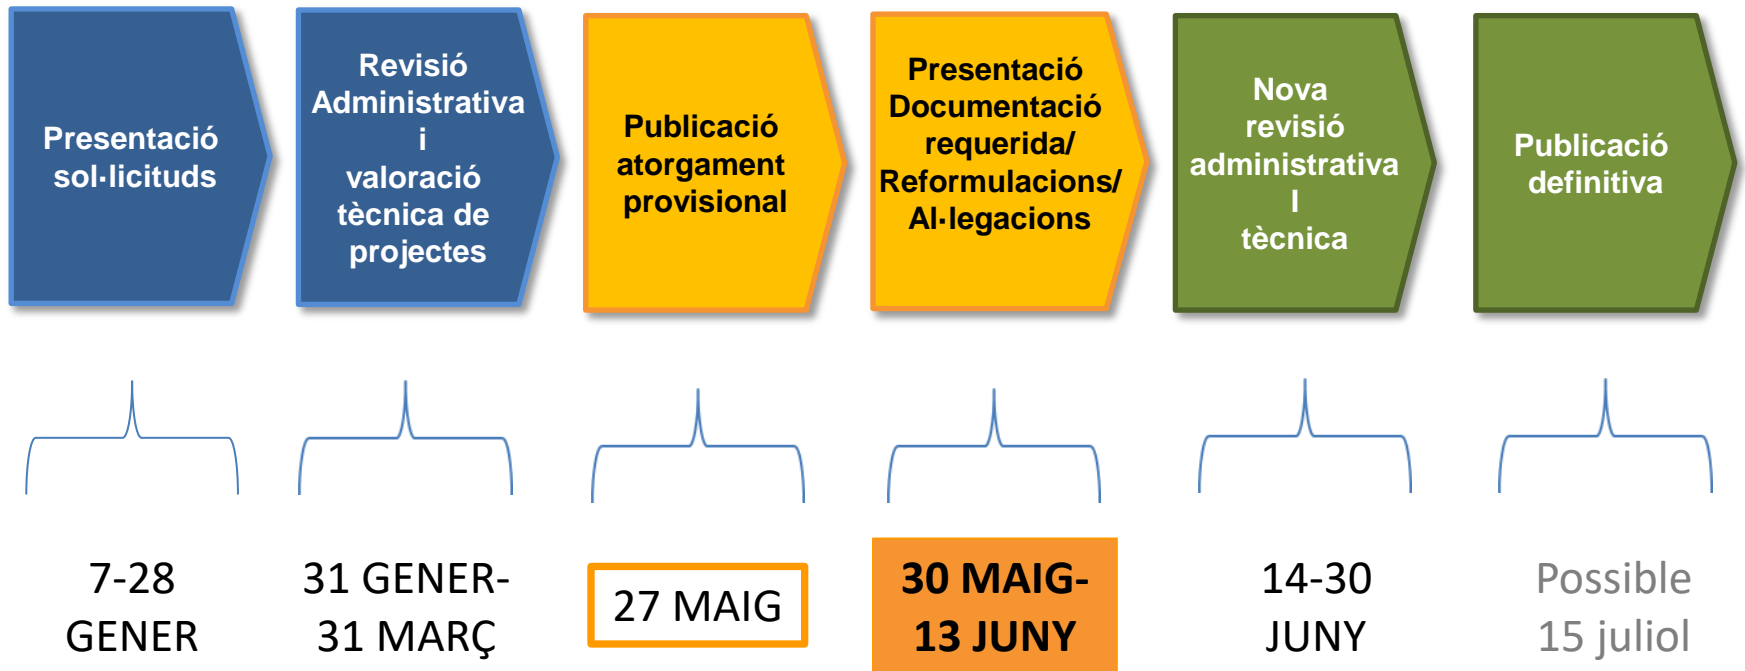 Presentació
sol·licituds
Revisió
Administrativa
i
valoració
tècnica de
projectes
Publicació
atorgament
provisional
Presentació
Documentació
requerida/
Reformulacions/
Al·legacions
Nova
revisió
administrativa
I
tècnica
Publicació
definitiva
7-28
GENER
31 GENER-
31 MARÇ
27 MAIG
30 MAIG-
13 JUNY
14-30
JUNY
Possible
15 juliol